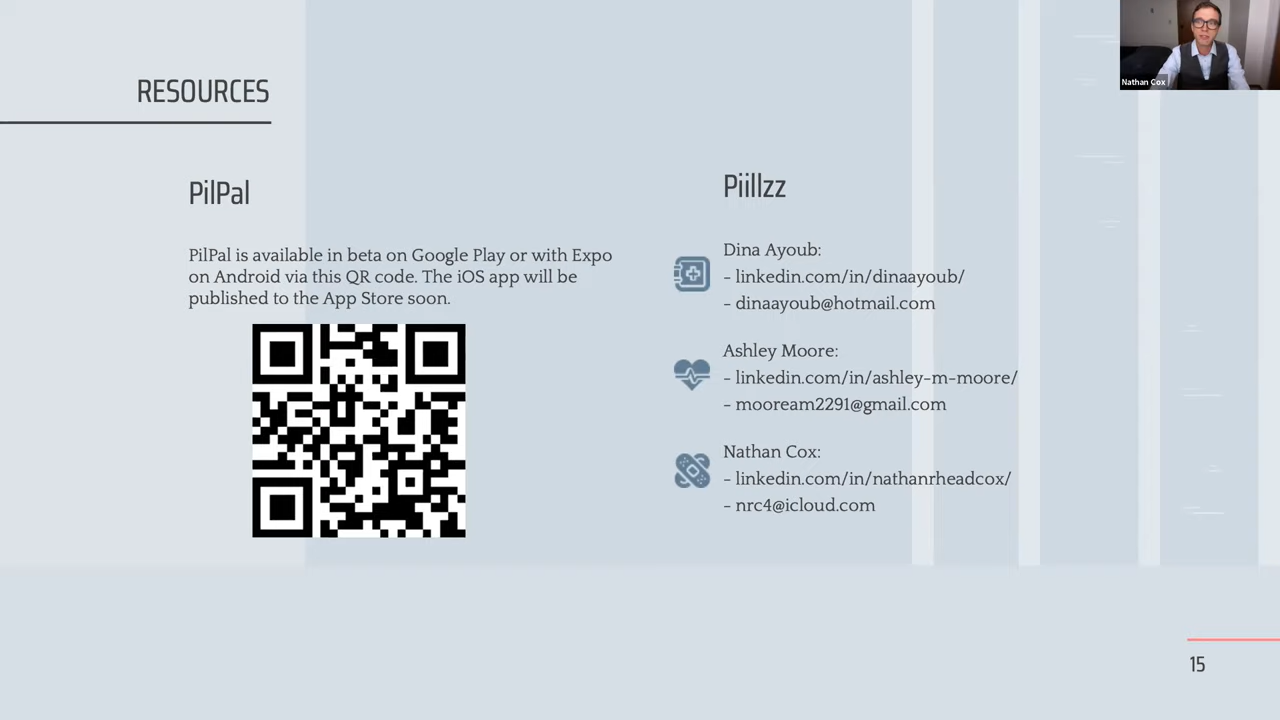 RESOURCES
PilPal
PilPal is available in beta on Google Play or with Expo
on Android via this QR code. The iOS app will be
published to the App Store soon.
Piillzz
Dina Ayoub:
- linkedin.com/in/dinaayoub/
- dinaayoub@hotmail.com
Ashley Moore:
- linkedin.com/in/ashley-m-moore/
- mooream2291@gmail.com
Nathan Cox:
- linkedin.com/in/nathanrheadcox/
- nrc4@icloud.com
Nathan Cox
15